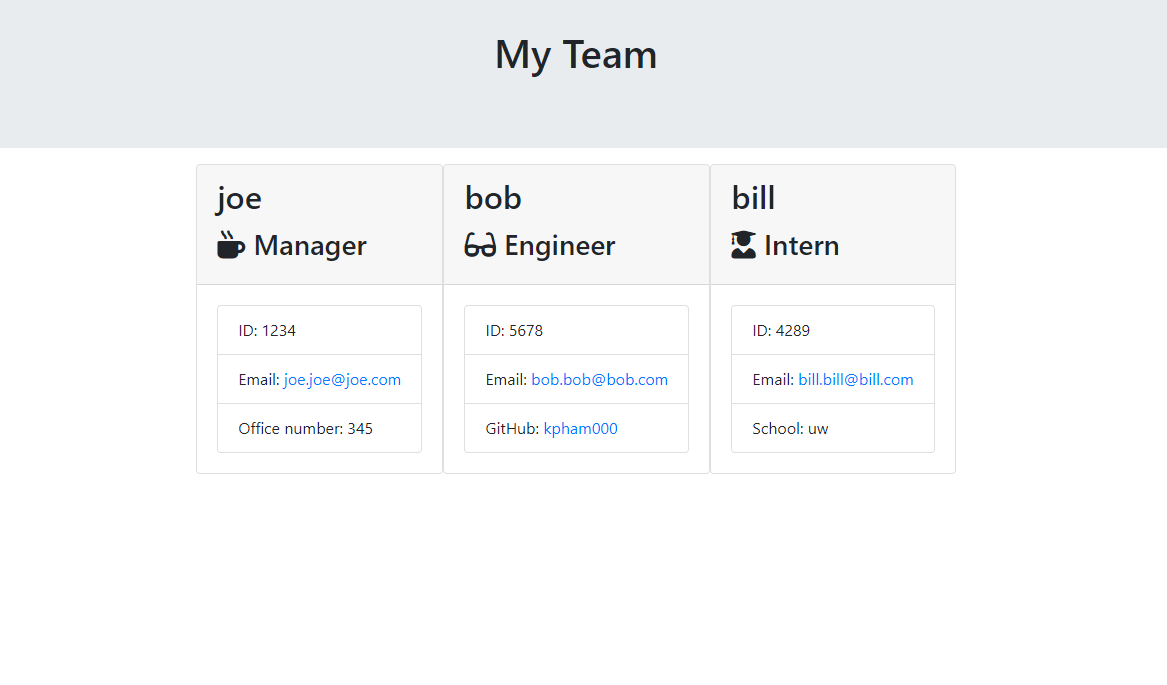 My Team
joe
Manager
ID: 1234
Email: joe.joe@joe.com
Office number: 345
bob
Engineer
ID: 5678
Email: bob.bob@bob.com
GitHub: kpham000
bill
Intern
ID: 4289
Email: bill.bill@bill.com
School: uw